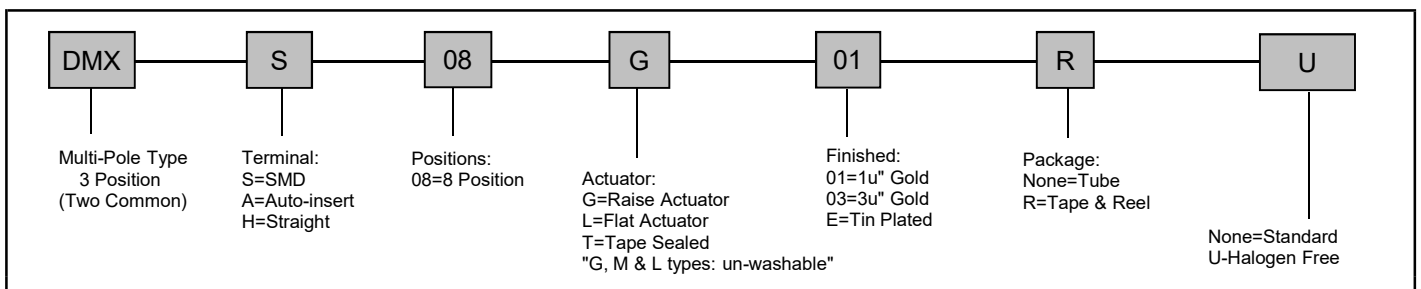 DMX S 08 G 01 R U
Multi-Pole Type
3 Position
(Two Common)
Terminal:
S=SMD
A=Auto-insert
H=Straight
Positions:
08=8 Position
Actuator:
G=Raise Actuator
L=Flat Actuator
T=Tape Sealed
"G, M & L types: un-washable"
Finished:
01=1u" Gold
03=3u" Gold
E=Tin Plated
Package:
None=Tube
R=Tape & Reel
None=Standard
U-Halogen Free